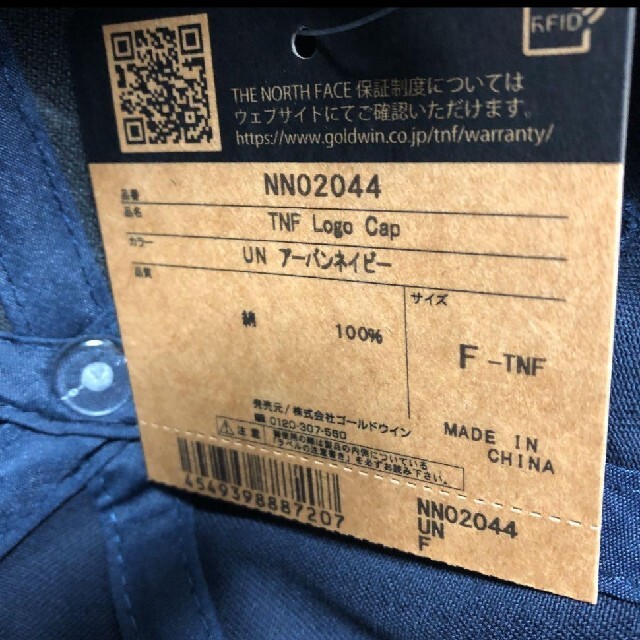 RFID
THE NORTH FACE 保証制度については
ウェブサイトにてご確認いただけます。
https://www.goldwin.co.jp/tnf/warranty/
品番 NN02044
品名 TNF Logo Cap
カラー UN アーバンネイビー
品質
サイズ
綿 100%
F-TNF
発売元/株式会社ゴールドウイン
☎ 0120-307-560
MADE IN
CHINA
4549398887207
NN02044
UN
F